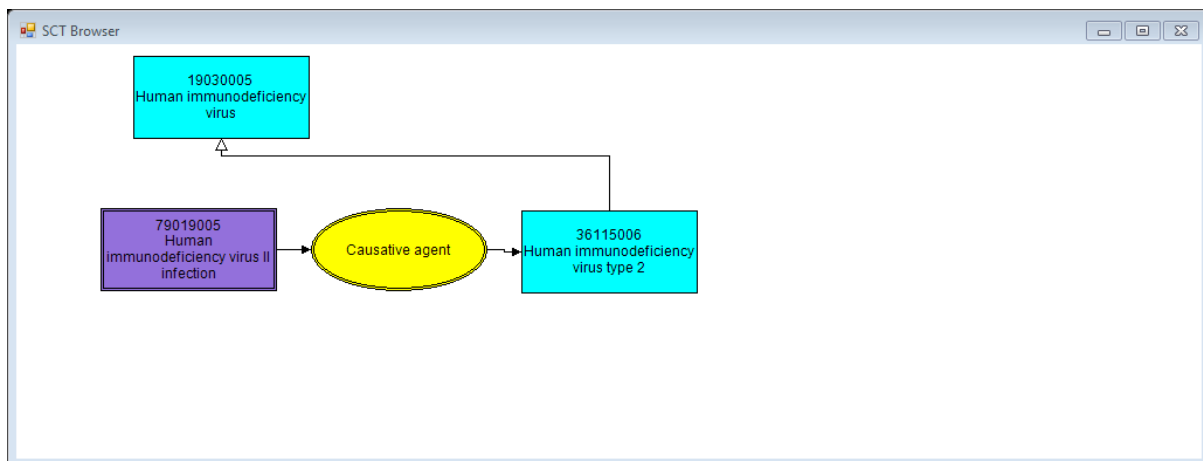 SCT Browser
19030005
Human immunodeficiency
virus
79019005
Human
immunodeficiency virus II
infection
Causative agent
36115006
Human immunodeficiency
virus type 2